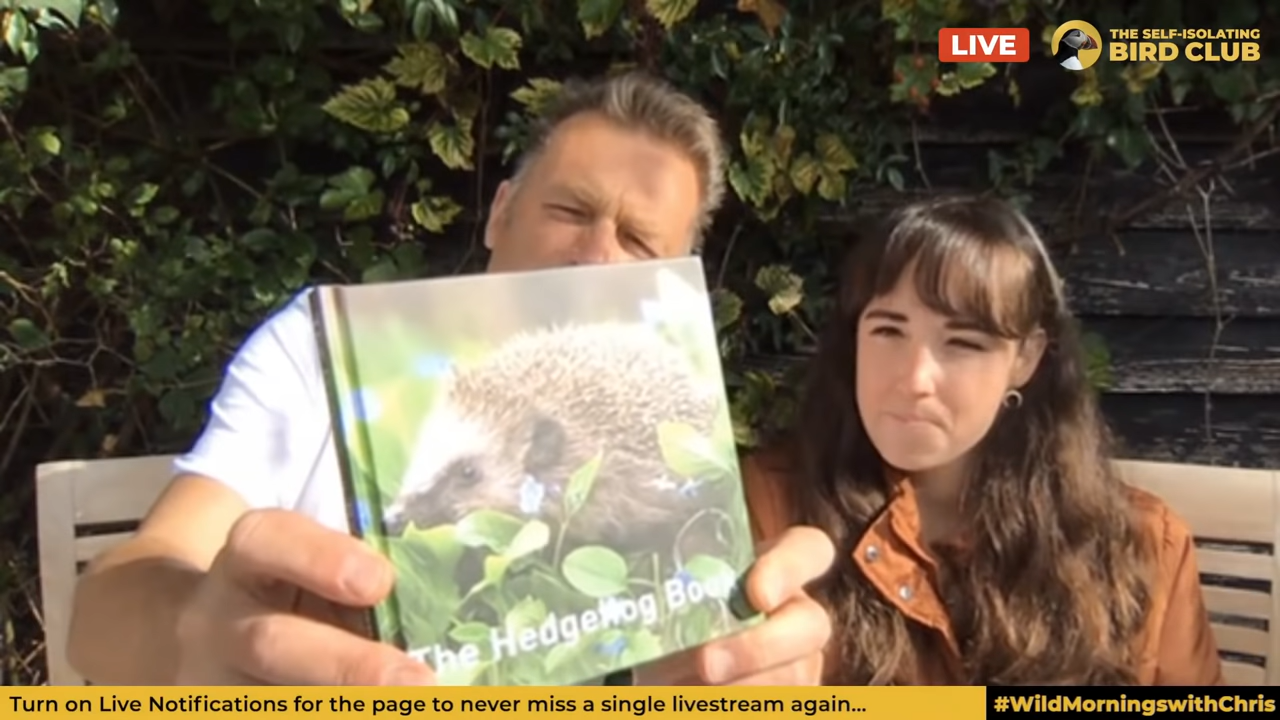 LIVE
THE SELF-ISOLATING
BIRD CLUB
The Hedgehog Book
Turn on Live Notifications for the page to never miss a single livestream again...
#WildMorningswithChris